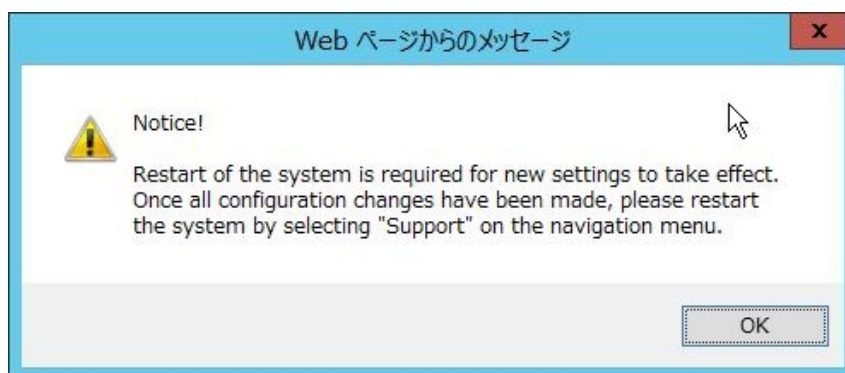 Web ページからのメッセージ
x
Notice!
Restart of the system is required for new settings to take effect.
Once all configuration changes have been made, please restart
the system by selecting "Support" on the navigation menu.
OK